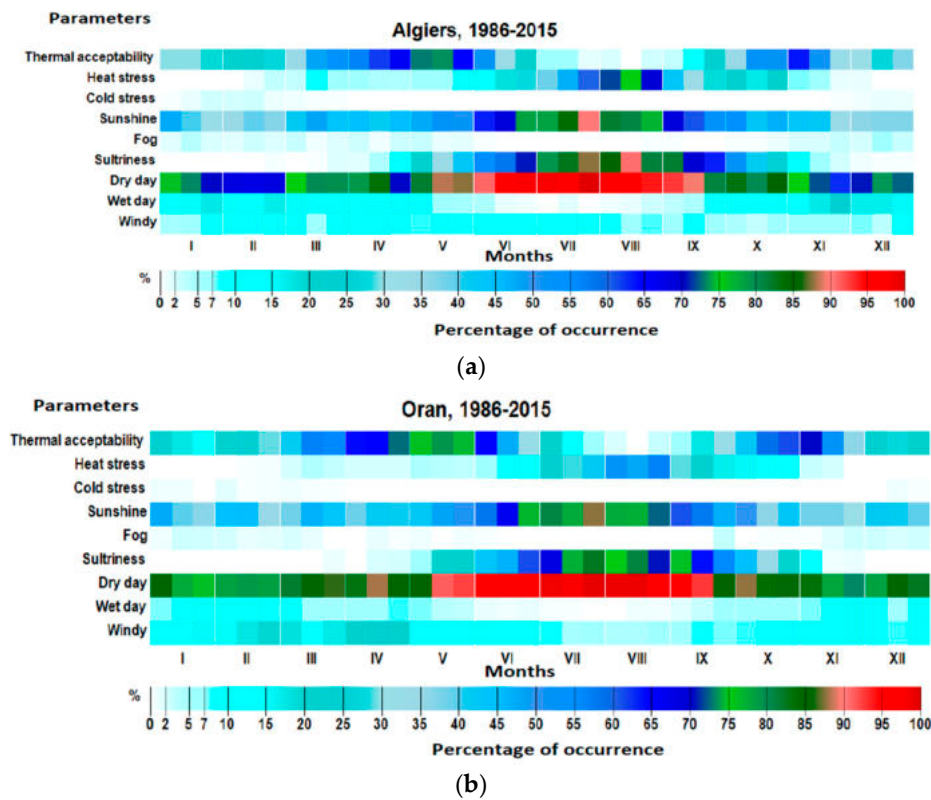 Parameters
Algiers, 1986-2015
Thermal acceptability
Heat stress
Cold stress
Sunshine
Fog
Sultriness
Dry day
Wet day
Windy
I II III IV V VI VII VIII IX X XI XII
Months
% 0 2 5 7 10 15 20 25 30 35 40 45 50 55 60 65 70 75 80 85 90 95 100
Percentage of occurrence
(a)
Parameters
Oran, 1986-2015
Thermal acceptability
Heat stress
Cold stress
Sunshine
Fog
Sultriness
Dry day
Wet day
Windy
I II III IV V VI VII VIII IX X XI XII
Months
% 0 2 5 7 10 15 20 25 30 35 40 45 50 55 60 65 70 75 80 85 90 95 100
Percentage of occurrence
(b)